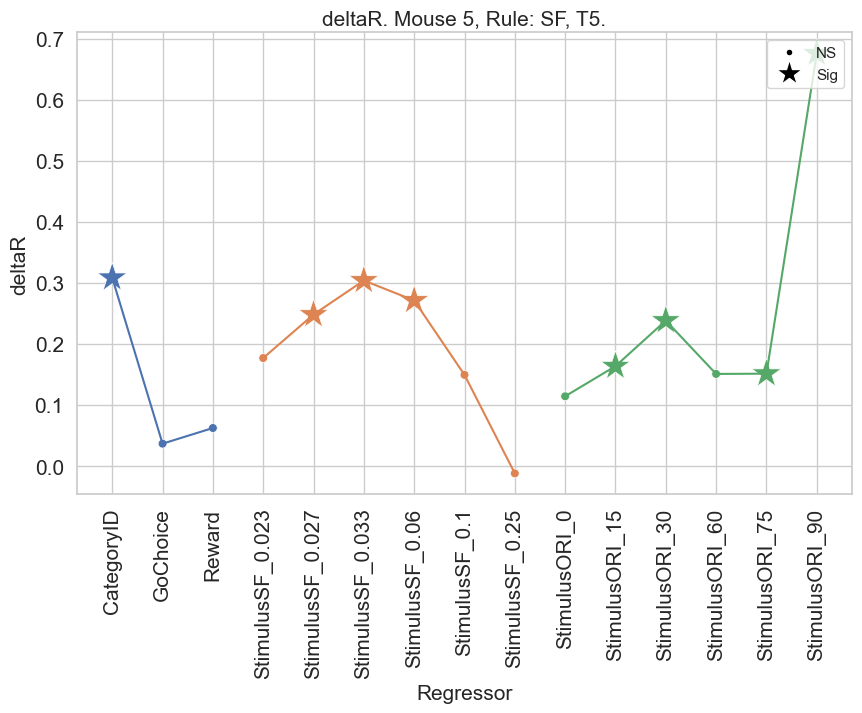 deltaR. Mouse 5, Rule: SF, T5.
NS
Sig
0.7
0.6
0.5
0.4
0.3
0.2
0.1
0.0
deltaR
CategoryID
GoChoice
Reward
StimulusSF_0.023
StimulusSF_0.027
StimulusSF_0.033
StimulusSF_0.06
StimulusSF_0.1
StimulusSF_0.25
StimulusORI_0
StimulusORI_15
StimulusORI_30
StimulusORI_60
StimulusORI_75
StimulusORI_90
Regressor